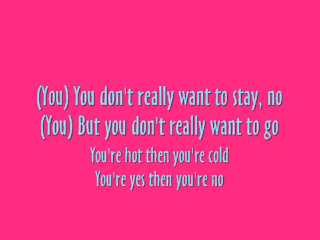 (You) You don't really want to stay, no
(You) But you don't really want to go
You're hot then you're cold
You're yes then you're no